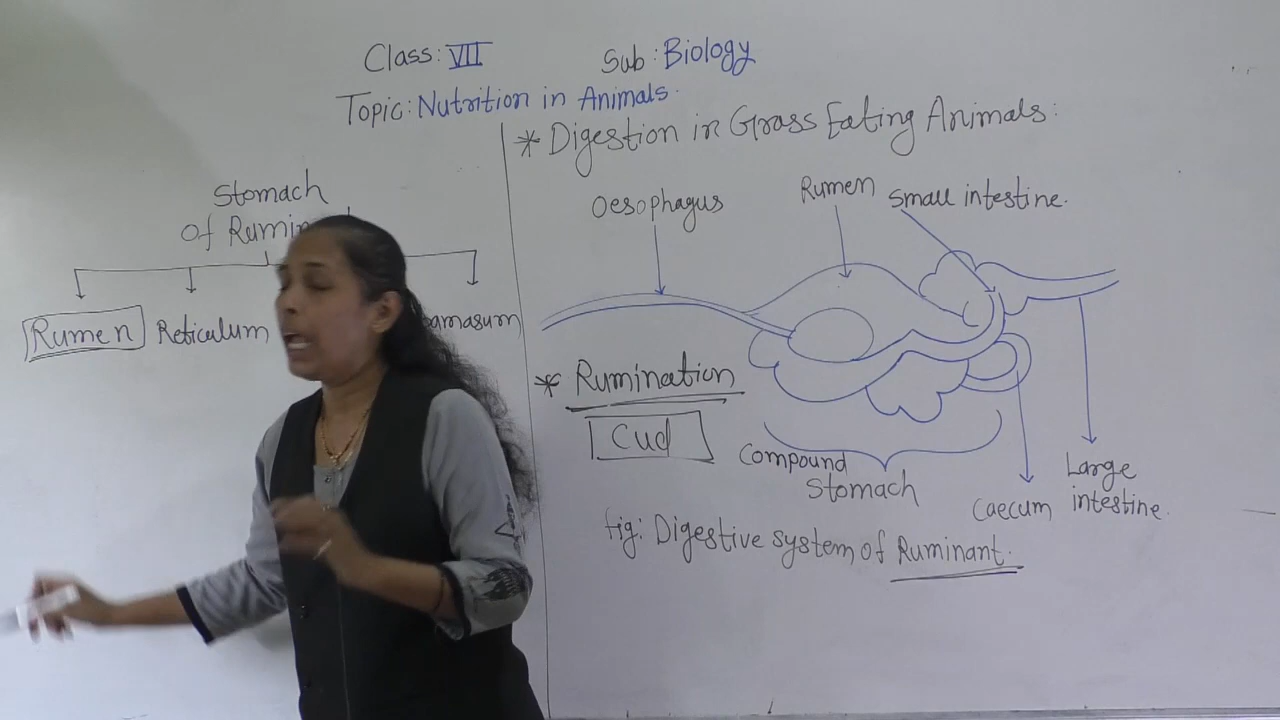 Class: VII Sub: Biology
Topic: Nutrition in Animals.
Stomach
Of
Rumen Reticulum
* Digestion in Grass Eating Animals:
Oesophagus Rumen Small intestine.
* Rumination
Cud
Compound
Stomach
Caecum
Large
intestine.
fig: Digestive system of Ruminant.